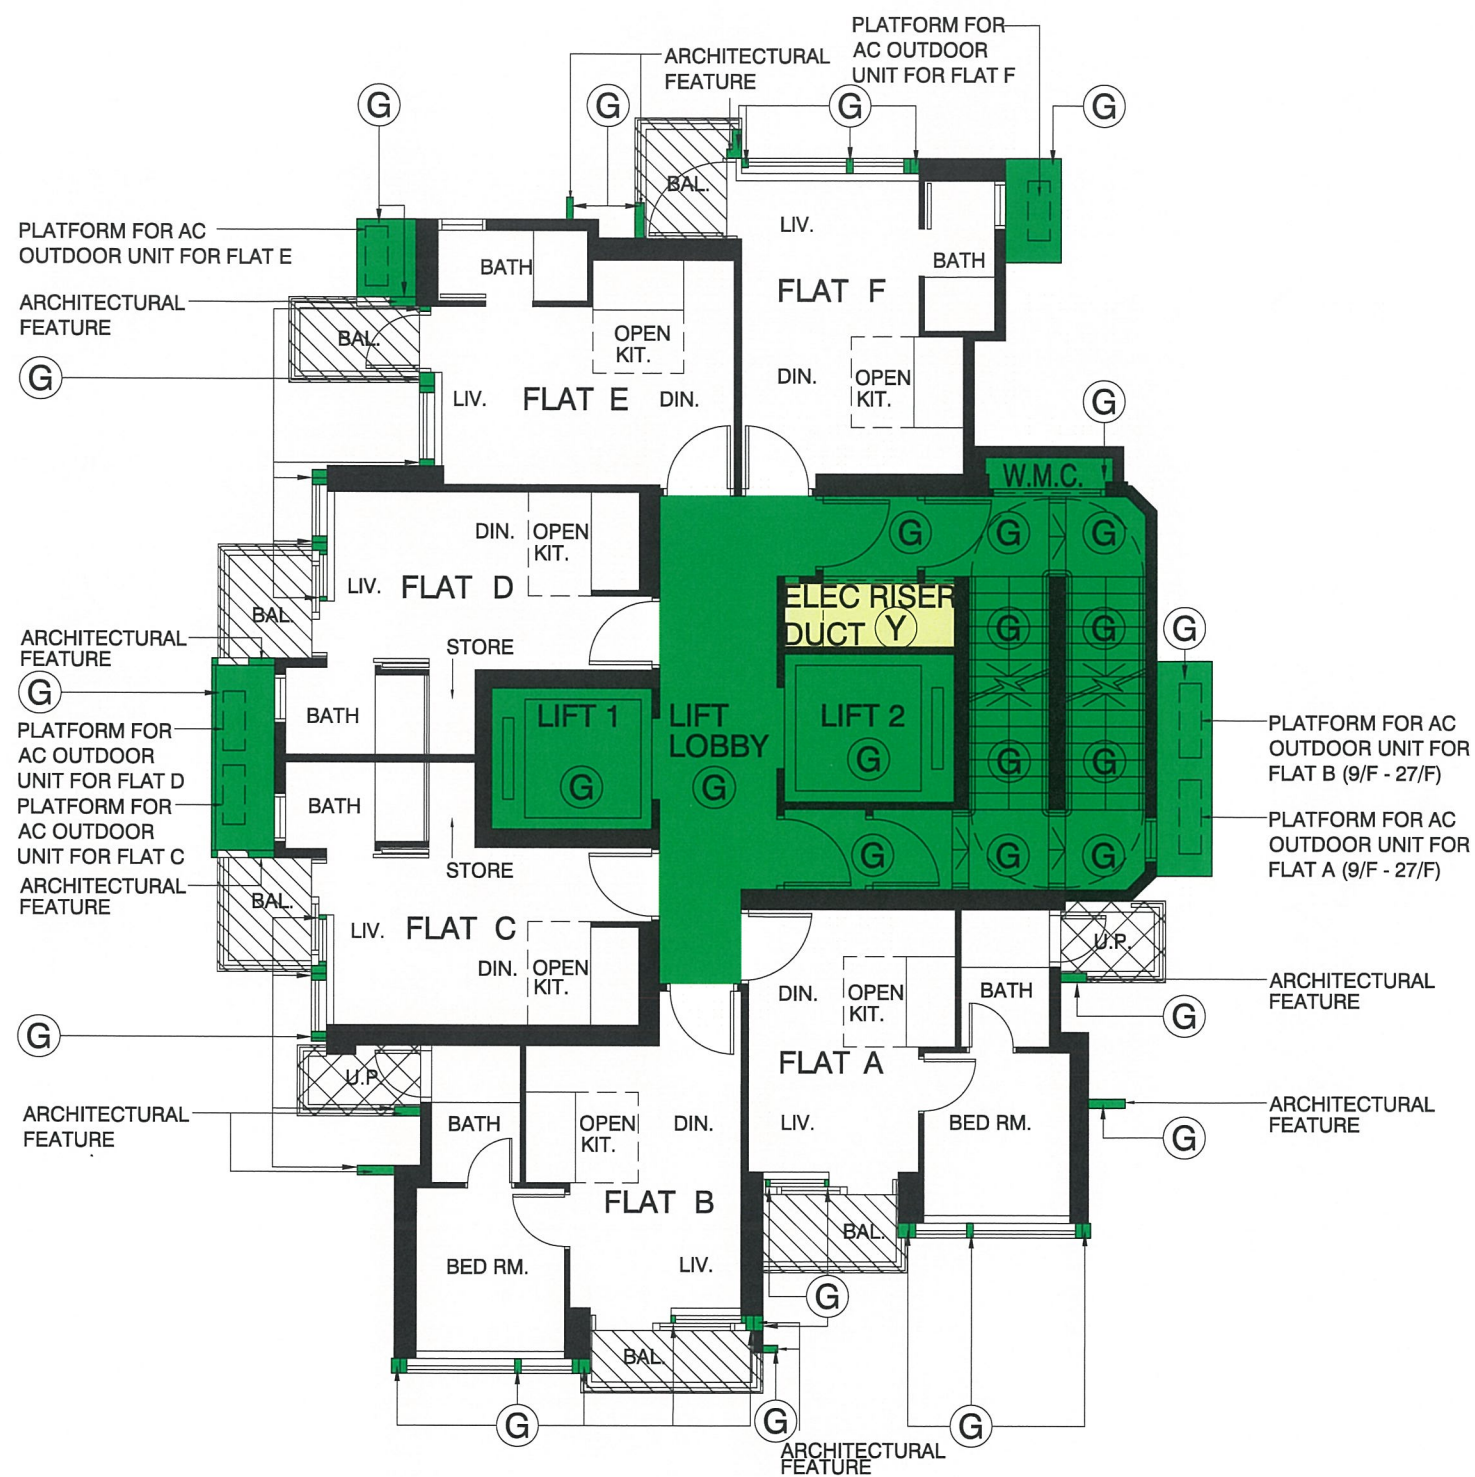 PLATFORM FOR
AC OUTDOOR
UNIT FOR FLAT F
ARCHITECTURAL
FEATURE
G
G
G
G
BAL.
LIV.
PLATFORM FOR AC
OUTDOOR UNIT FOR FLAT E
BATH
BATH
FLAT F
ARCHITECTURAL
FEATURE
BAL.
OPEN
KIT.
G
LIV.
FLAT E
DIN.
DIN.
OPEN
KIT.
G
W.M.C.
DIN.
OPEN
KIT.
G
G
G
LIV.
FLAT D
ELEC RISER
DUCT
Y
G
G
G
BAL.
ARCHITECTURAL
FEATURE
STORE
G
BATH
LIFT 1
LIFT
LOBBY
LIFT 2
PLATFORM FOR
AC OUTDOOR
UNIT FOR FLAT D
PLATFORM FOR AC
OUTDOOR UNIT FOR
FLAT B (9/F - 27/F)
G
G
G
G
G
BATH
PLATFORM FOR
AC OUTDOOR
UNIT FOR FLAT C
PLATFORM FOR AC
OUTDOOR UNIT FOR
FLAT A (9/F - 27/F)
G
G
G
STORE
ARCHITECTURAL
FEATURE
BAL.
LIV.
FLAT C
DIN.
OPEN
KIT.
U.P.
DIN.
OPEN
KIT.
BATH
ARCHITECTURAL
FEATURE
G
G
FLAT A
U.P.
ARCHITECTURAL
FEATURE
BATH
OPEN
KIT.
DIN.
LIV.
BED RM.
ARCHITECTURAL
FEATURE
G
FLAT B
BAL.
BED RM.
LIV.
G
BAL.
G
G
G
ARCHITECTURAL
FEATURE